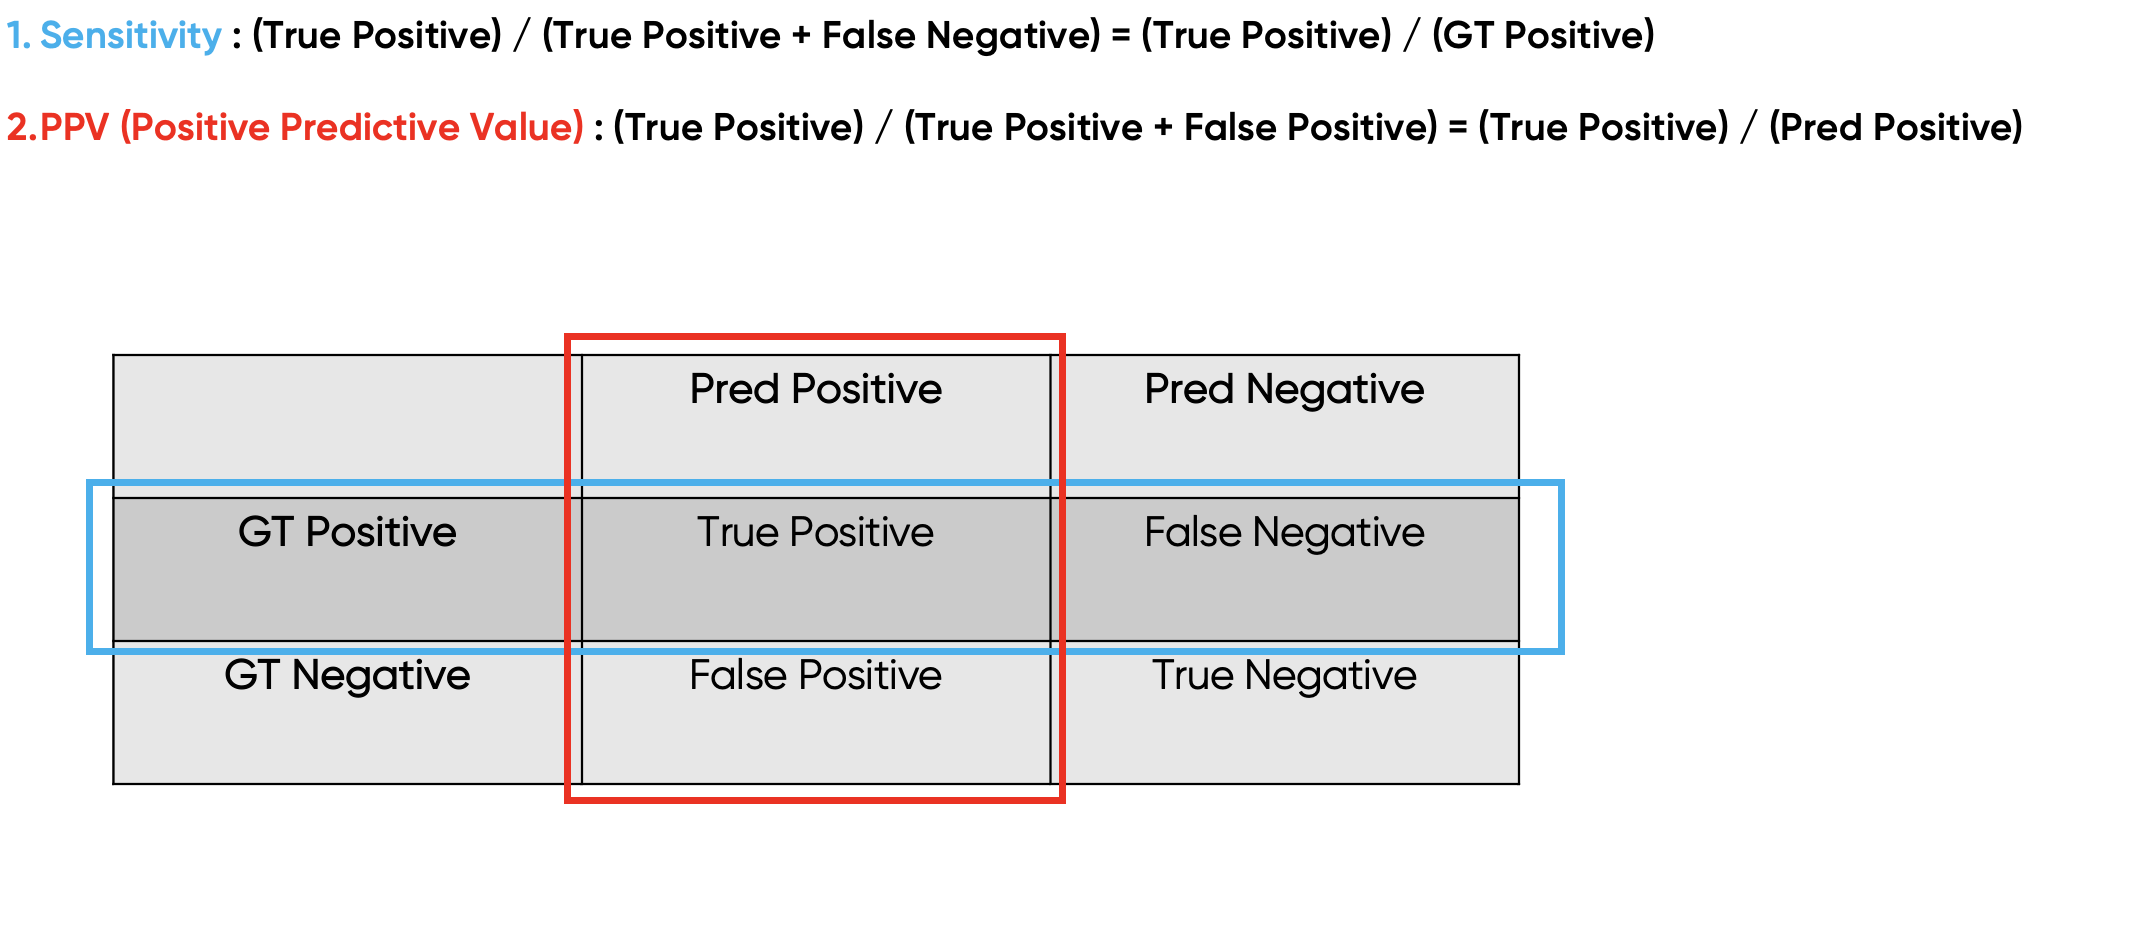 1. Sensitivity : (True Positive) / (True Positive + False Negative) = (True Positive) / (GT Positive)
2.PPV (Positive Predictive Value) : (True Positive) / (True Positive + False Positive) = (True Positive) / (Pred Positive)
Pred Positive Pred Negative
GT Positive True Positive False Negative
GT Negative False Positive True Negative